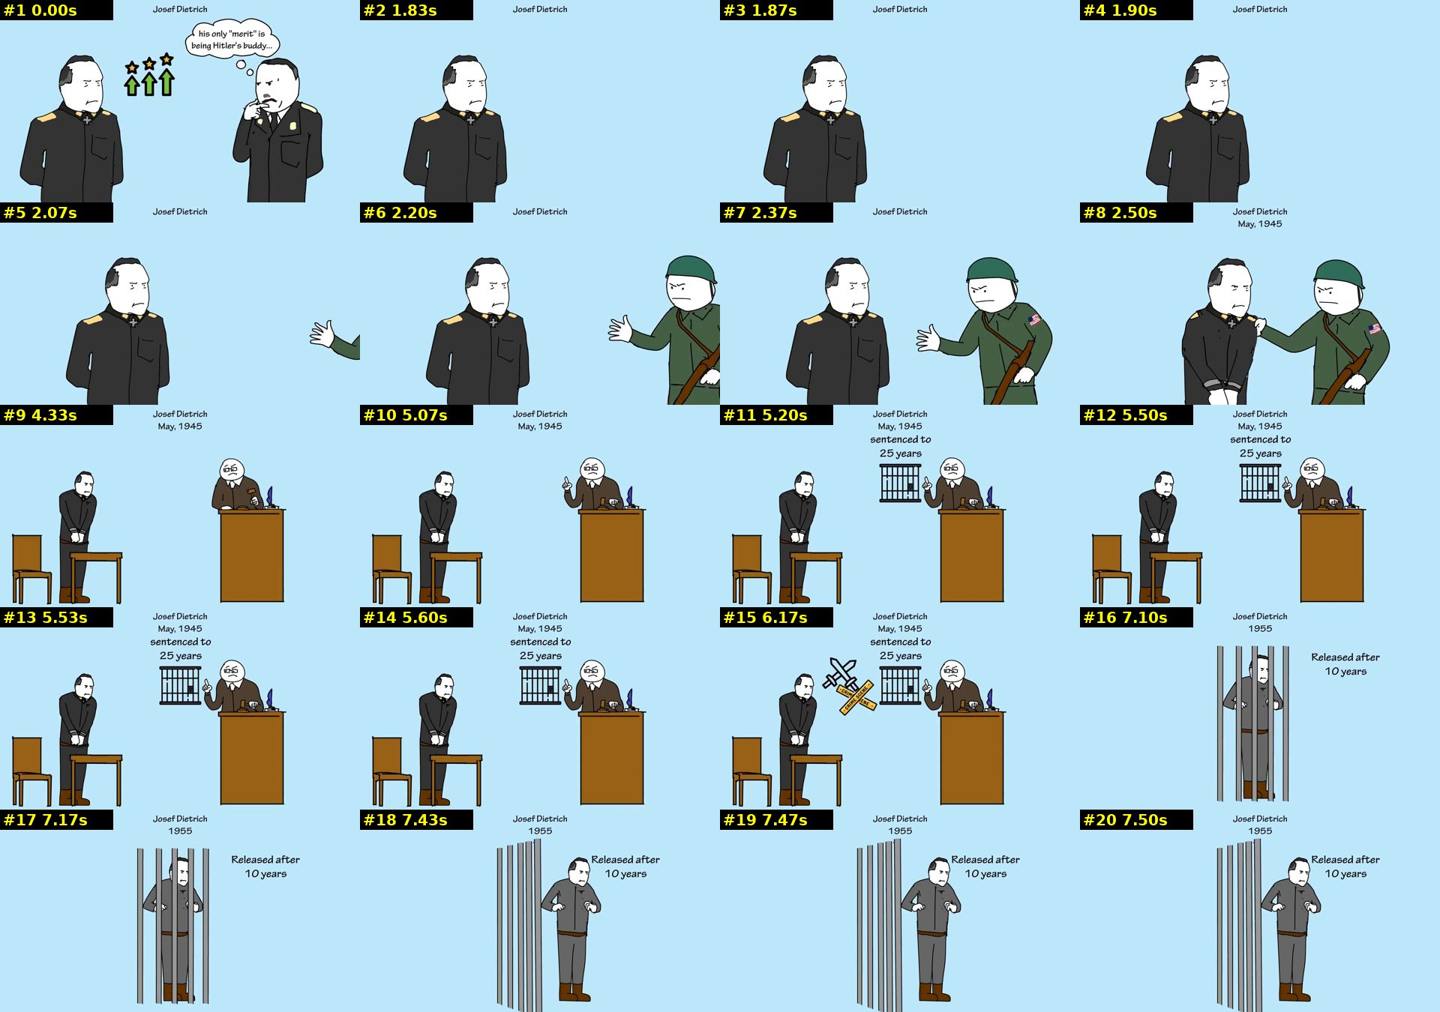 #1 0.00s
Josef Dietrich
his only "merit" is
being Hitler's buddy...
#2 1.83s
Josef Dietrich
#3 1.87s
Josef Dietrich
#4 1.90s
Josef Dietrich
#5 2.07s
Josef Dietrich
#6 2.20s
Josef Dietrich
#7 2.37s
Josef Dietrich
#8 2.50s
Josef Dietrich
May, 1945
#9 4.33s
Josef Dietrich
May, 1945
#10 5.07s
Josef Dietrich
May, 1945
#11 5.20s
Josef Dietrich
May, 1945
sentenced to
25 years
#12 5.50s
Josef Dietrich
May, 1945
sentenced to
25 years
#13 5.53s
Josef Dietrich
May, 1945
sentenced to
25 years
#14 5.60s
Josef Dietrich
May, 1945
sentenced to
25 years
#15 6.17s
Josef Dietrich
May, 1945
sentenced to
25 years
#16 7.10s
Josef Dietrich
1955
Released after
10 years
#17 7.17s
Josef Dietrich
1955
Released after
10 years
#18 7.43s
Josef Dietrich
1955
Released after
10 years
#19 7.47s
Josef Dietrich
1955
Released after
10 years
#20 7.50s
Josef Dietrich
1955
Released after
10 years